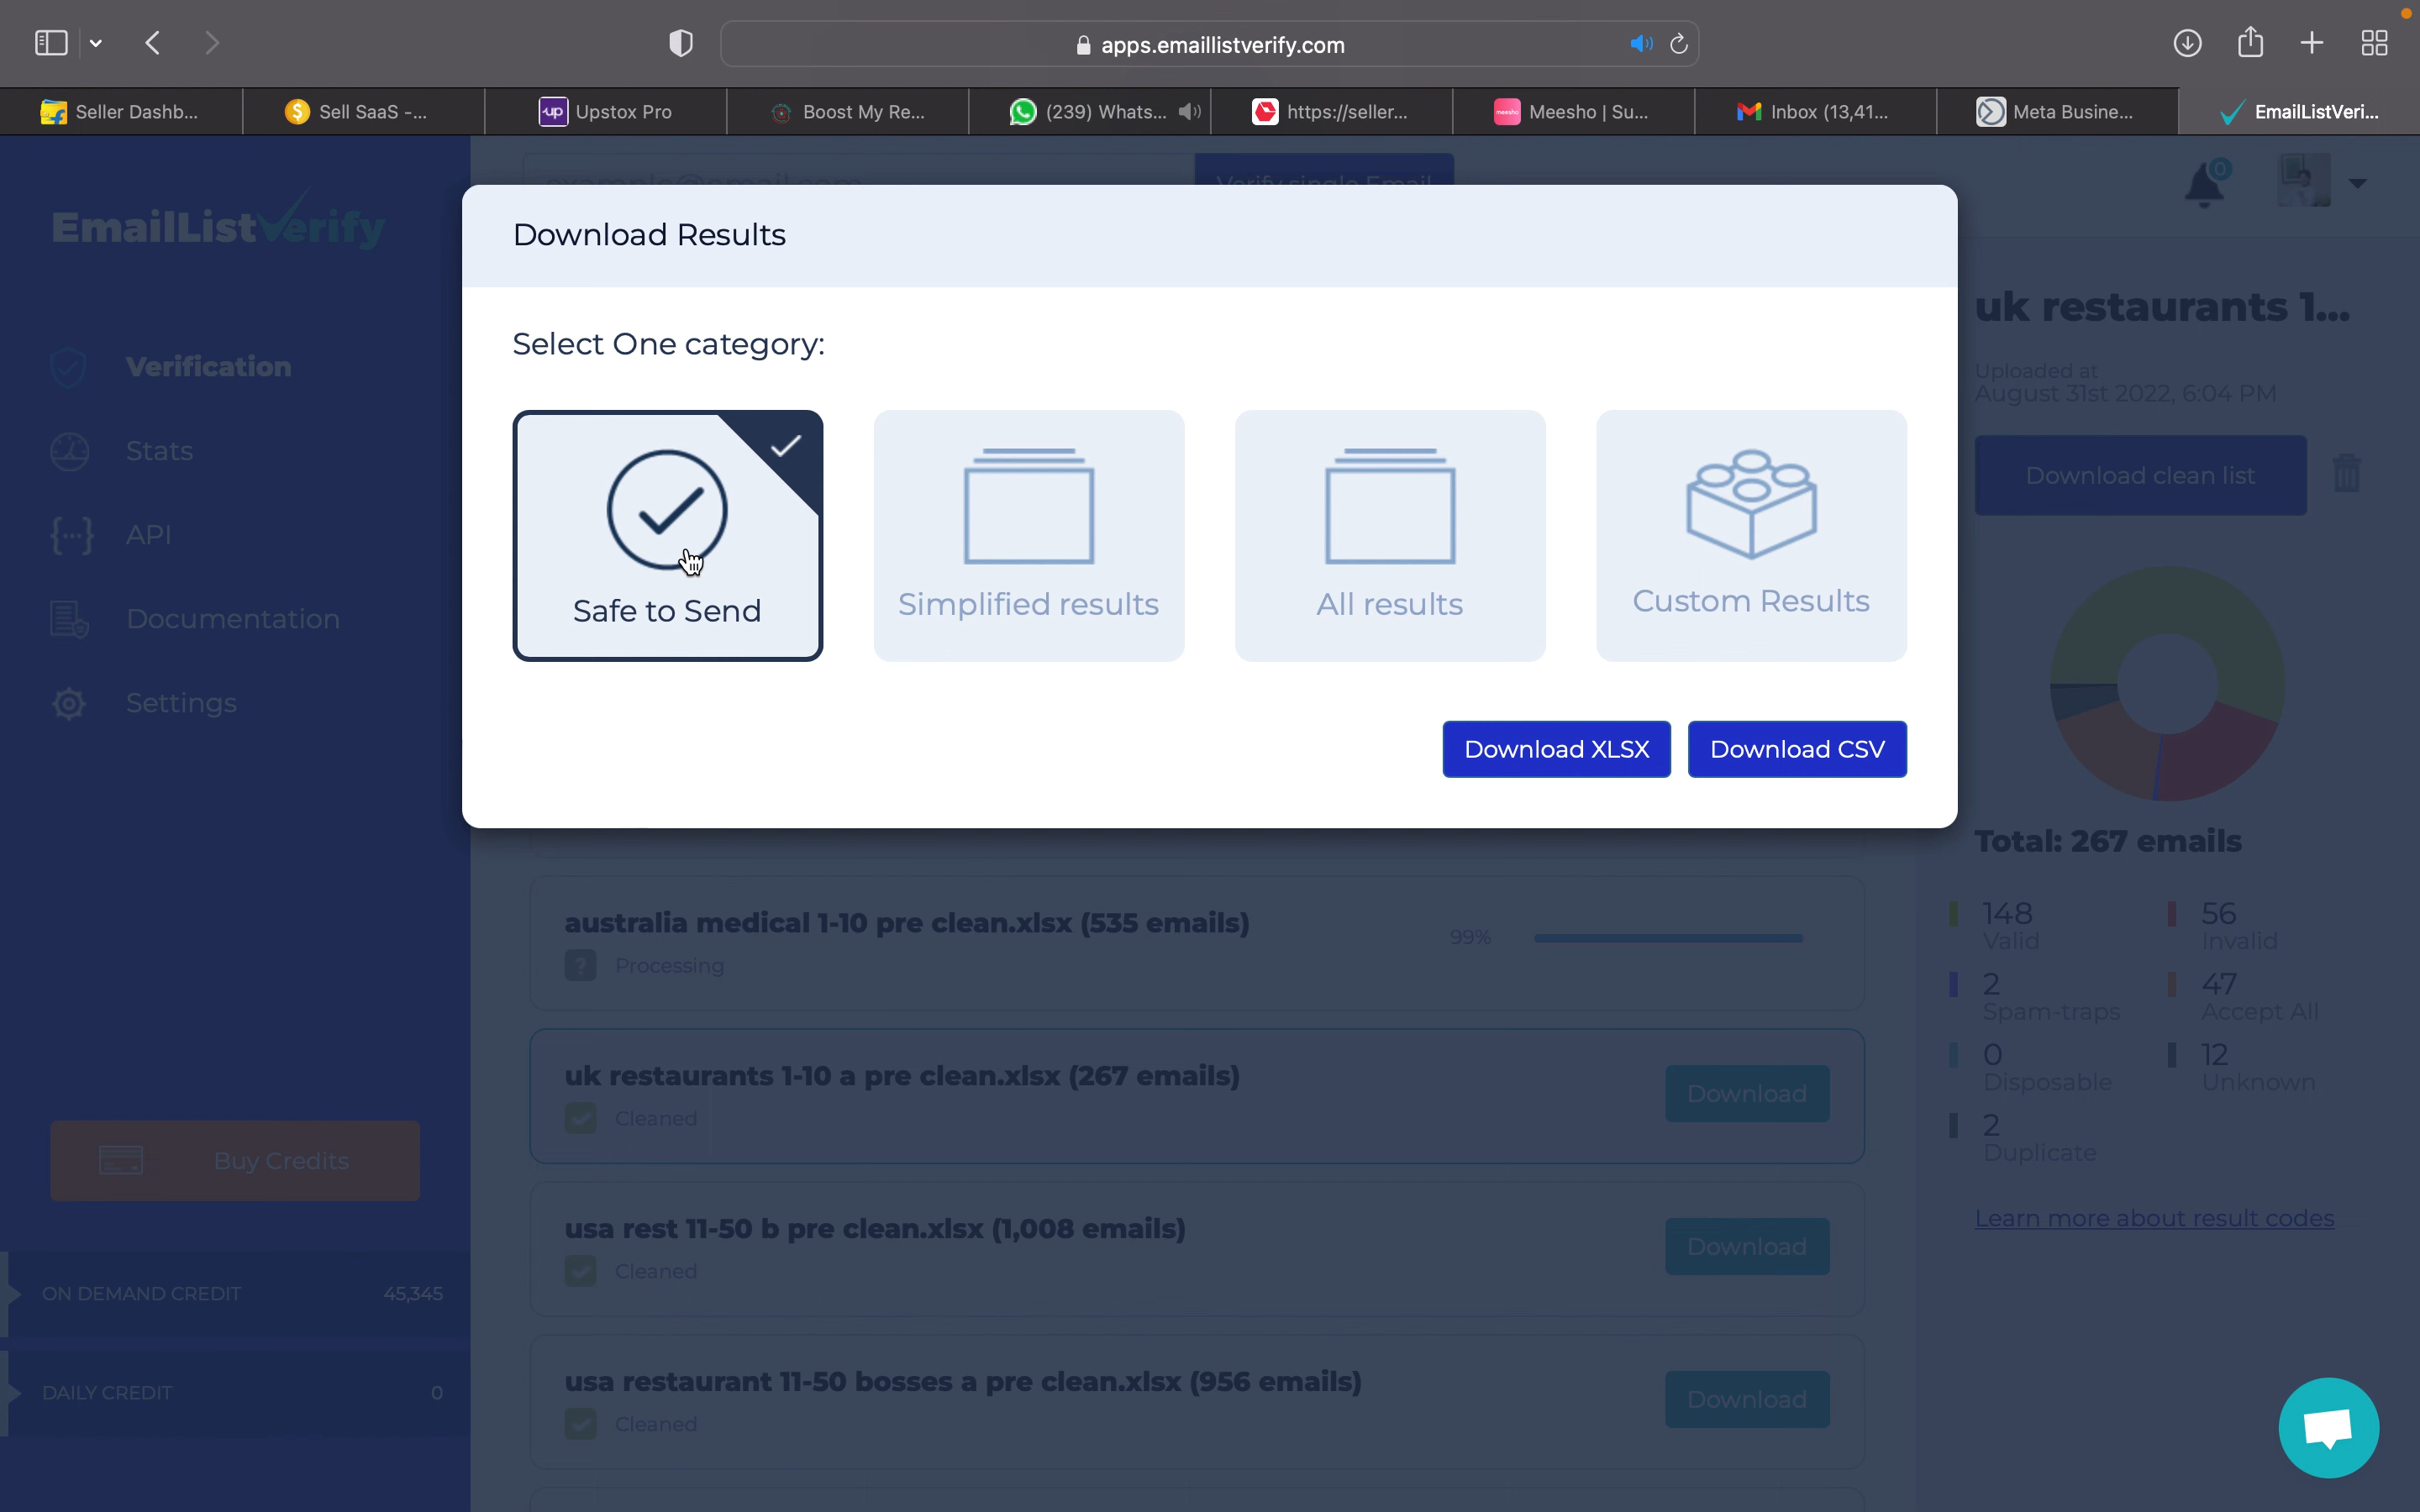 apps.emaillistverify.com
Seller Dashb...
Sell SaaS -...
Upstox Pro
Boost My Re...
(239) Whats...
https://seller...
Meesho | Su...
Inbox (13,41...
Meta Busine...
EmailListVeri...
example@email.com
Verify single Email
0
EmailListVerify
Verification
Stats
API
Documentation
Settings
Buy Credits
ON DEMAND CREDIT 45,345
DAILY CREDIT 0
Download Results
Select One category:
Safe to Send
Simplified results
All results
Custom Results
Download XLSX
Download CSV
australia medical 1-10 pre clean.xlsx (535 emails)
Processing
99%
uk restaurants 1-10 a pre clean.xlsx (267 emails)
Cleaned
Download
usa rest 11-50 b pre clean.xlsx (1,008 emails)
Cleaned
Download
usa restaurant 11-50 bosses a pre clean.xlsx (956 emails)
Cleaned
Download
uk restaurants 1...
Uploaded at
August 31st 2022, 6:04 PM
Download clean list
Total: 267 emails
148
Valid
56
Invalid
2
Spam-traps
47
Accept All
0
Disposable
12
Unknown
2
Duplicate
Learn more about result codes